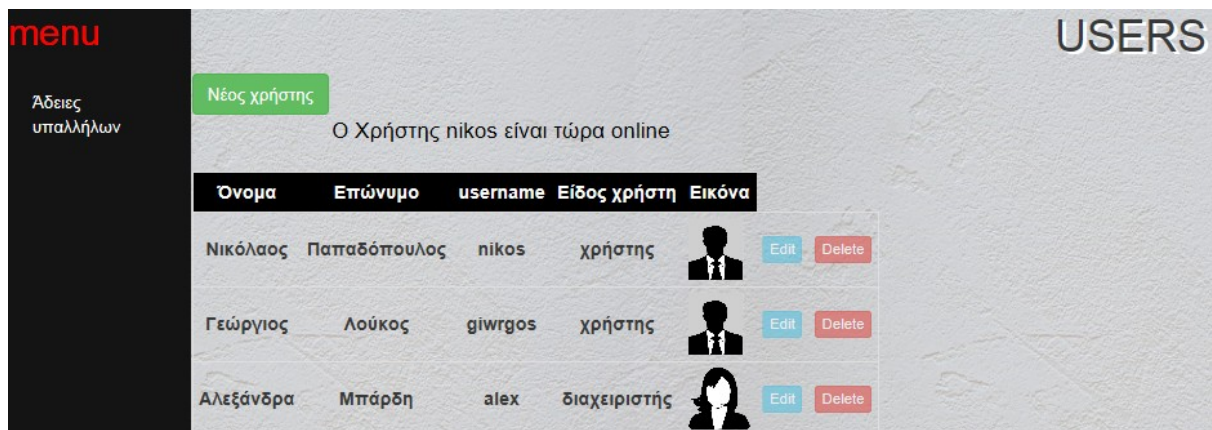 menu
USERS
Άδειες
υπαλλήλων
Νέος χρήστης
Ο Χρήστης nikos είναι τώρα online
Όνομα Επώνυμο username Είδος χρήστη Εικόνα
Νικόλαος Παπαδόπουλος nikos χρήστης Edit Delete
Γεώργιος Λούκος giwrgos χρήστης Edit Delete
Αλεξάνδρα Μπάρδη alex διαχειριστής Edit Delete